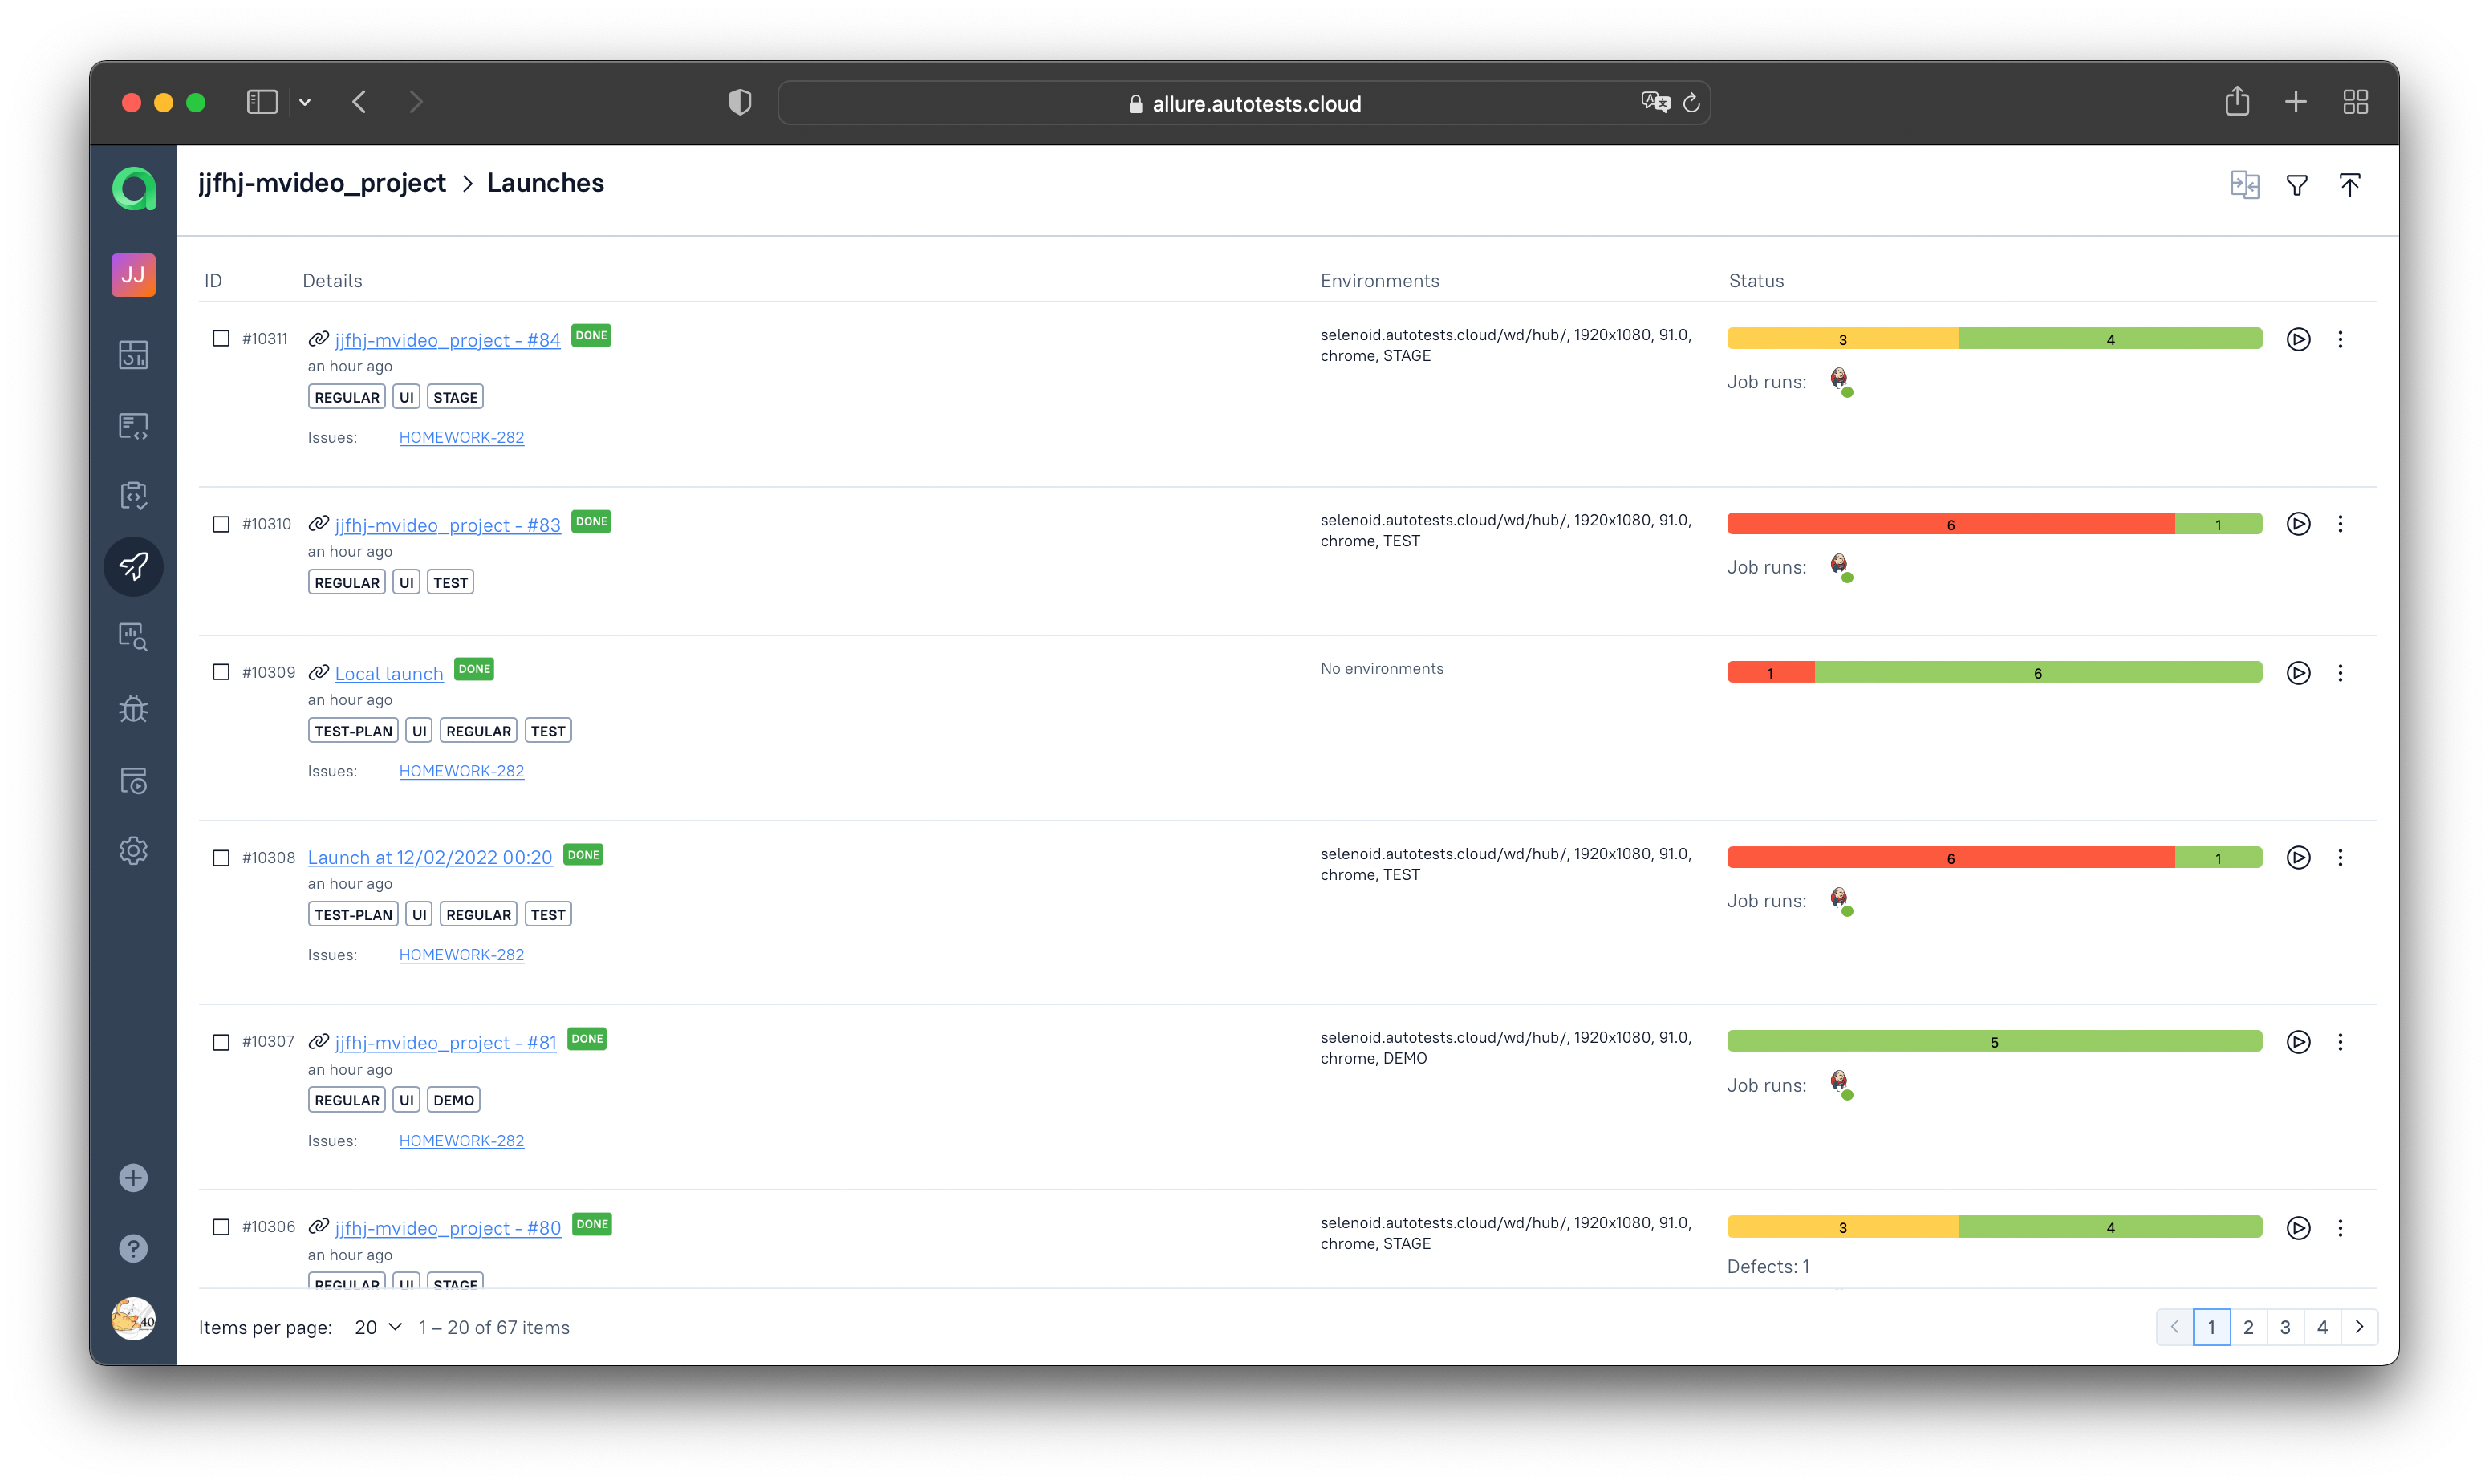 allure.autotests.cloud
jjfhj-mvideo_project > Launches
JJ
ID Details Environments Status
#10311 jjfhj-mvideo_project - #84 DONE
an hour ago
REGULAR UI STAGE
Issues: HOMEWORK-282
selenoid.autotests.cloud/wd/hub/, 1920x1080, 91.0,
chrome, STAGE
3 4
Job runs:
#10310 jjfhj-mvideo_project - #83 DONE
an hour ago
REGULAR UI TEST
selenoid.autotests.cloud/wd/hub/, 1920x1080, 91.0,
chrome, TEST
6 1
Job runs:
#10309 Local launch DONE
an hour ago
TEST-PLAN UI REGULAR TEST
Issues: HOMEWORK-282
No environments
1 6
#10308 Launch at 12/02/2022 00:20 DONE
an hour ago
TEST-PLAN UI REGULAR TEST
Issues: HOMEWORK-282
selenoid.autotests.cloud/wd/hub/, 1920x1080, 91.0,
chrome, TEST
6 1
Job runs:
#10307 jjfhj-mvideo_project - #81 DONE
an hour ago
REGULAR UI DEMO
Issues: HOMEWORK-282
selenoid.autotests.cloud/wd/hub/, 1920x1080, 91.0,
chrome, DEMO
5
Job runs:
#10306 jjfhj-mvideo_project - #80 DONE
an hour ago
REGULAR UI STAGE
selenoid.autotests.cloud/wd/hub/, 1920x1080, 91.0,
chrome, STAGE
3 4
Defects: 1
40
Items per page: 20 1 – 20 of 67 items
1 2 3 4